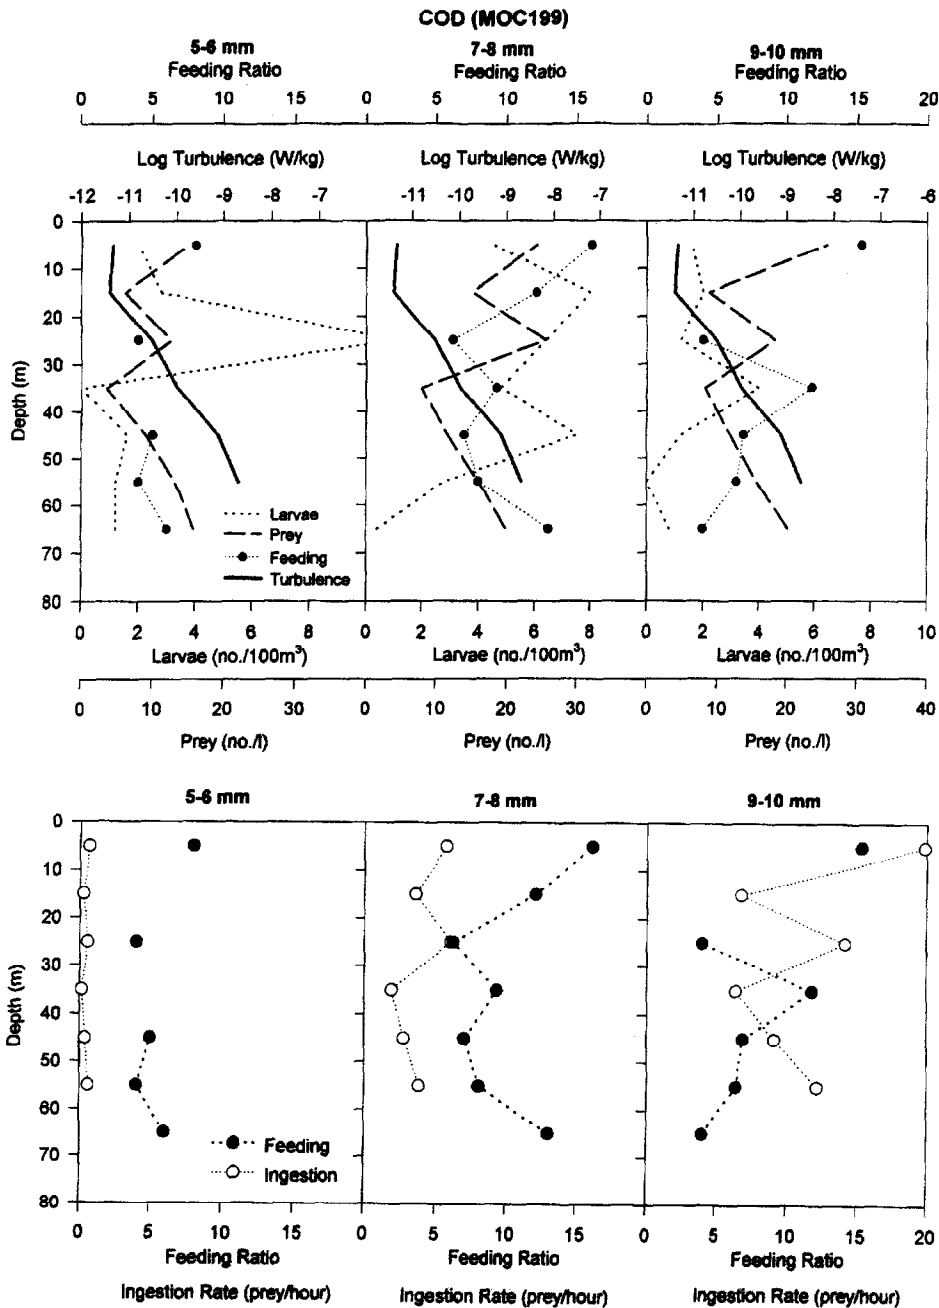 COD (MOC199)
5-6 mm 7-8 mm 9-10 mm
Feeding Ratio Feeding Ratio Feeding Ratio
0 5 10 15 0 5 10 15 0 5 10 15 20
Log Turbulence (W/kg) Log Turbulence (W/kg) Log Turbulence (W/kg)
-12 -11 -10 -9 -8 -7 -11 -10 -9 -8 -7 -11 -10 -9 -8 -7 -6
0
10
20
30
40
50
60
70
80
Depth (m)
Larvae
Prey
Feeding
Turbulence
0 2 4 6 8 0 2 4 6 8 0 2 4 6 8 10
Larvae (no./100m³) Larvae (no./100m³) Larvae (no./100m³)
0 10 20 30 0 10 20 30 0 10 20 30 40
Prey (no./l) Prey (no./l) Prey (no./l)
5-6 mm 7-8 mm 9-10 mm
0
10
20
30
40
50
60
70
80
Depth (m)
Feeding
Ingestion
0 5 10 15 0 5 10 15 0 5 10 15 20
Feeding Ratio Feeding Ratio Feeding Ratio
Ingestion Rate (prey/hour) Ingestion Rate (prey/hour) Ingestion Rate (prey/hour)